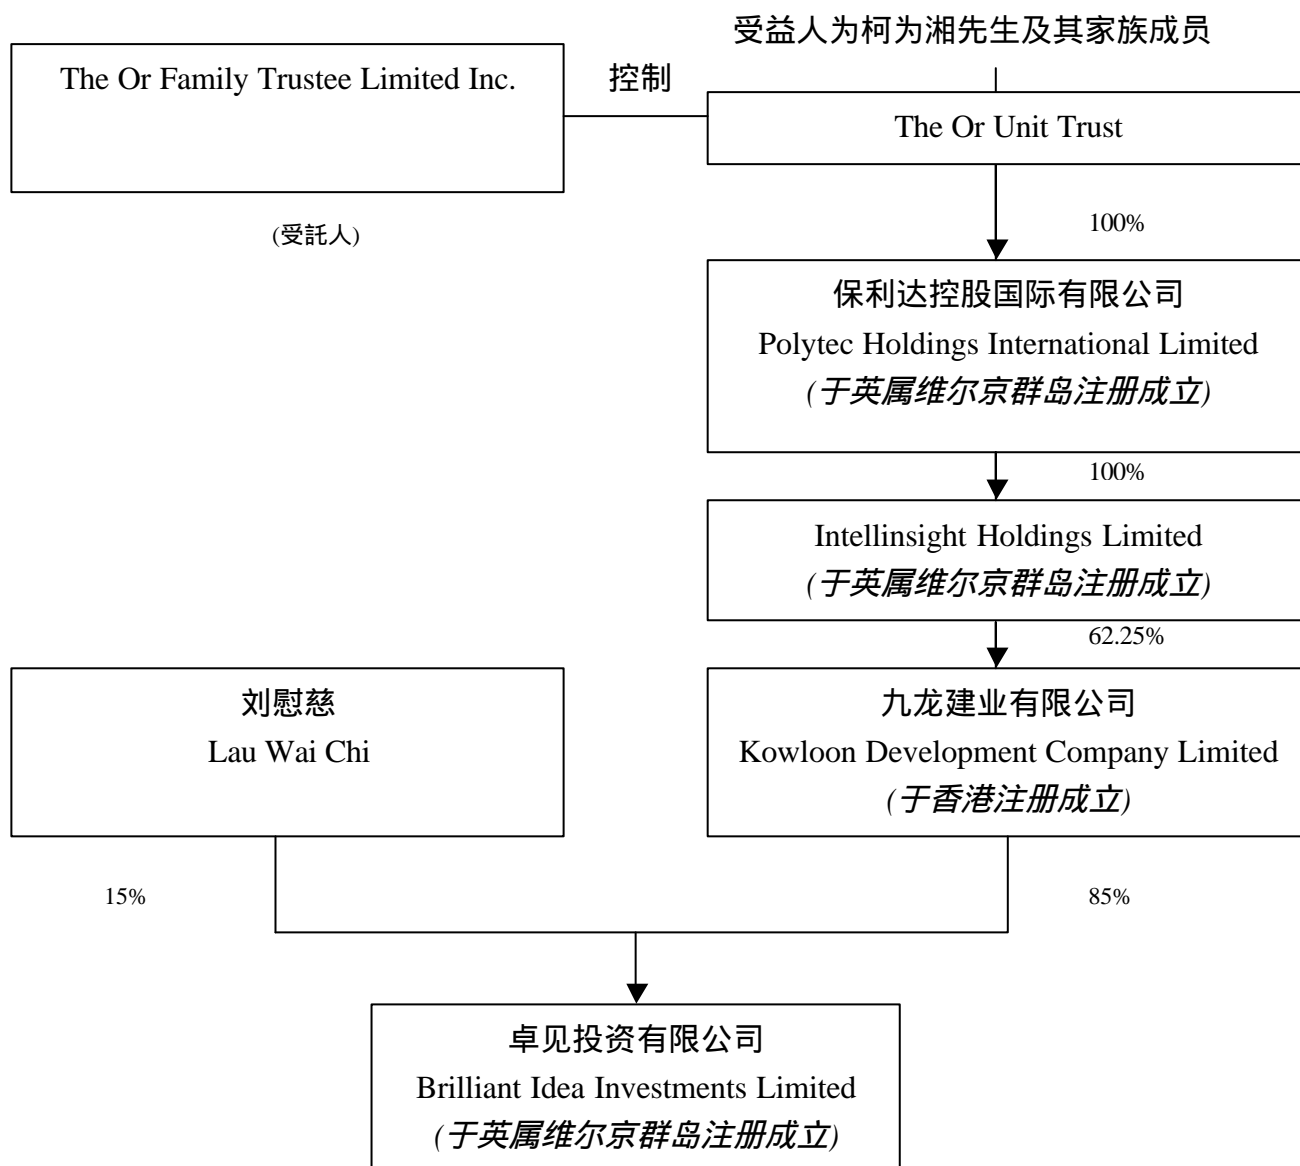 受益人为柯为湘先生及其家族成员
The Or Family Trustee Limited Inc.
控制
The Or Unit Trust
(受託人)
100%
保利达控股国际有限公司
Polytec Holdings International Limited
(于英属维尔京群岛注册成立)
100%
Intellinsight Holdings Limited
(于英属维尔京群岛注册成立)
62.25%
刘慰慈
Lau Wai Chi
九龙建业有限公司
Kowloon Development Company Limited
(于香港注册成立)
15%
85%
卓见投资有限公司
Brilliant Idea Investments Limited
(于英属维尔京群岛注册成立)